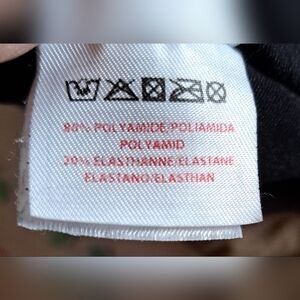 80% POLYAMIDE/POLIAMIDA
POLYAMID
20% ELASTHANNE/ELASTANE
ELASTANO/ELASTHAN